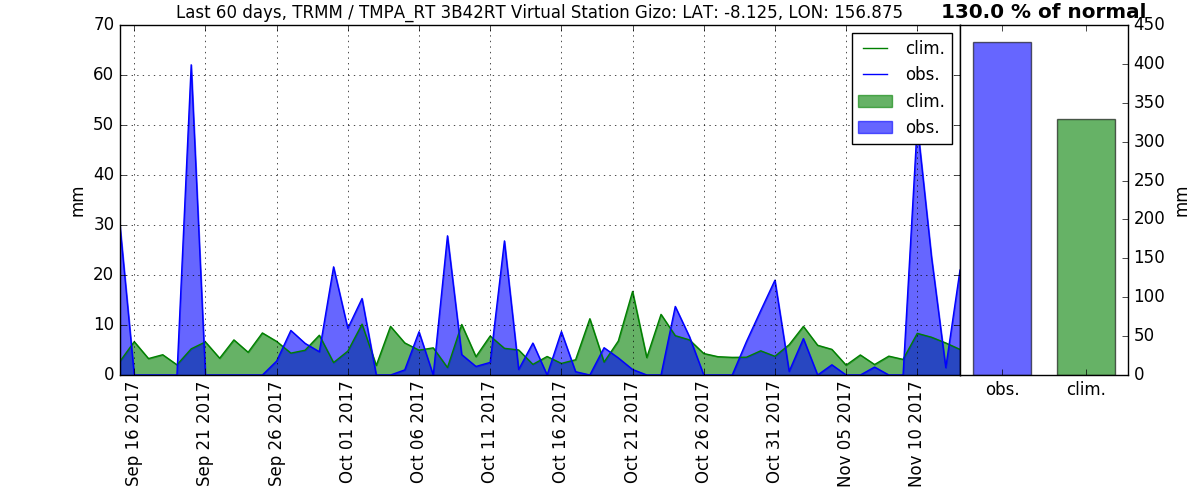 Last 60 days, TRMM / TMPA_RT 3B42RT Virtual Station Gizo: LAT: -8.125, LON: 156.875
130.0 % of normal
70
60
50
40
30
20
10
0
mm
clim.
obs.
clim.
obs.
450
400
350
300
250
200
150
100
50
0
mm
obs.
clim.
Sep 16 2017
Sep 21 2017
Sep 26 2017
Oct 01 2017
Oct 06 2017
Oct 11 2017
Oct 16 2017
Oct 21 2017
Oct 26 2017
Oct 31 2017
Nov 05 2017
Nov 10 2017